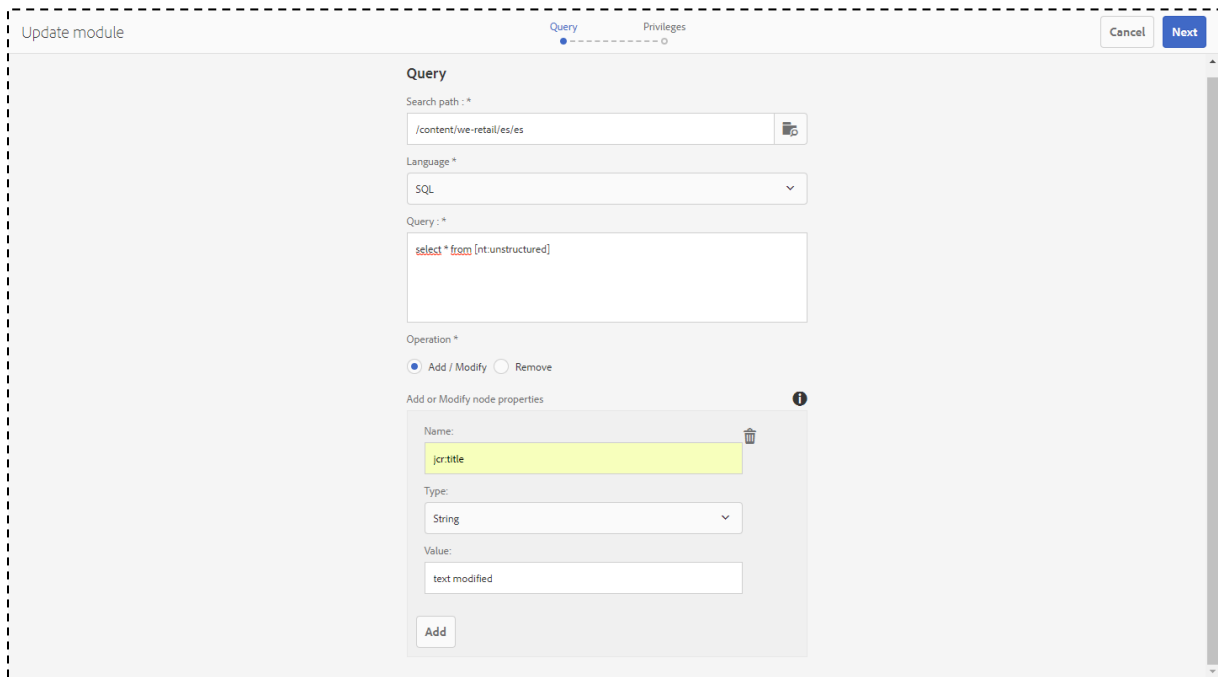 Update module
Query
Privileges
Cancel
Next
Query
Search path : *
/content/we-retail/es/es
Language *
SQL
Query : *
select * from [nt:unstructured]
Operation *
Add / Modify
Remove
Add or Modify node properties
Name:
jcr:title
Type:
String
Value:
text modified
Add